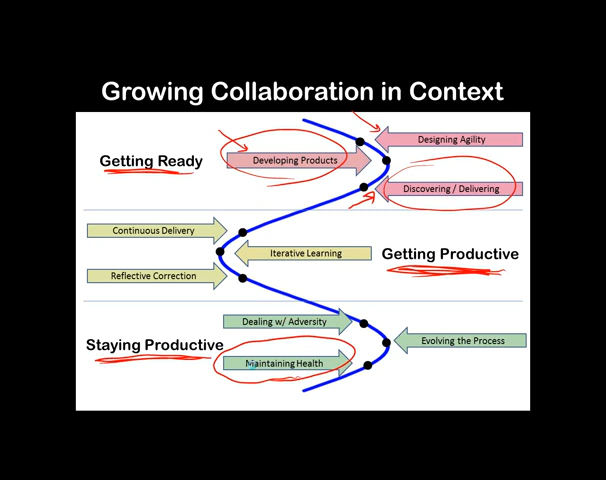 Growing Collaboration in Context
Designing Agility
Getting Ready
Developing Products
Discovering / Delivering
Continuous Delivery
Iterative Learning
Getting Productive
Reflective Correction
Dealing w/ Adversity
Staying Productive
Evolving the Process
Maintaining Health